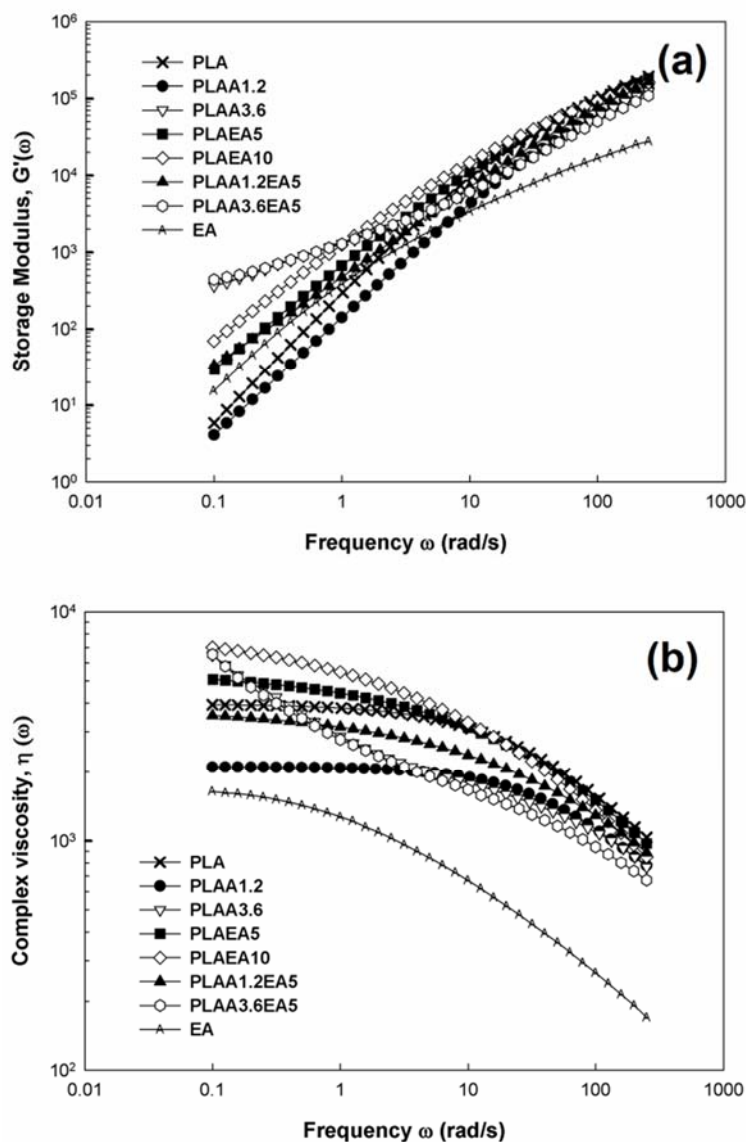 10⁶
10⁵
10⁴
10³
10²
10¹
10⁰
Storage Modulus, G'(ω)
(a)
PLA
PLAA1.2
PLAA3.6
PLAEA5
PLAEA10
PLAA1.2EA5
PLAA3.6EA5
EA
0.01 0.1 1 10 100 1000
Frequency ω (rad/s)
10⁴
10³
10²
Complex viscosity, η (ω)
(b)
PLA
PLAA1.2
PLAA3.6
PLAEA5
PLAEA10
PLAA1.2EA5
PLAA3.6EA5
EA
0.01 0.1 1 10 100 1000
Frequency ω (rad/s)